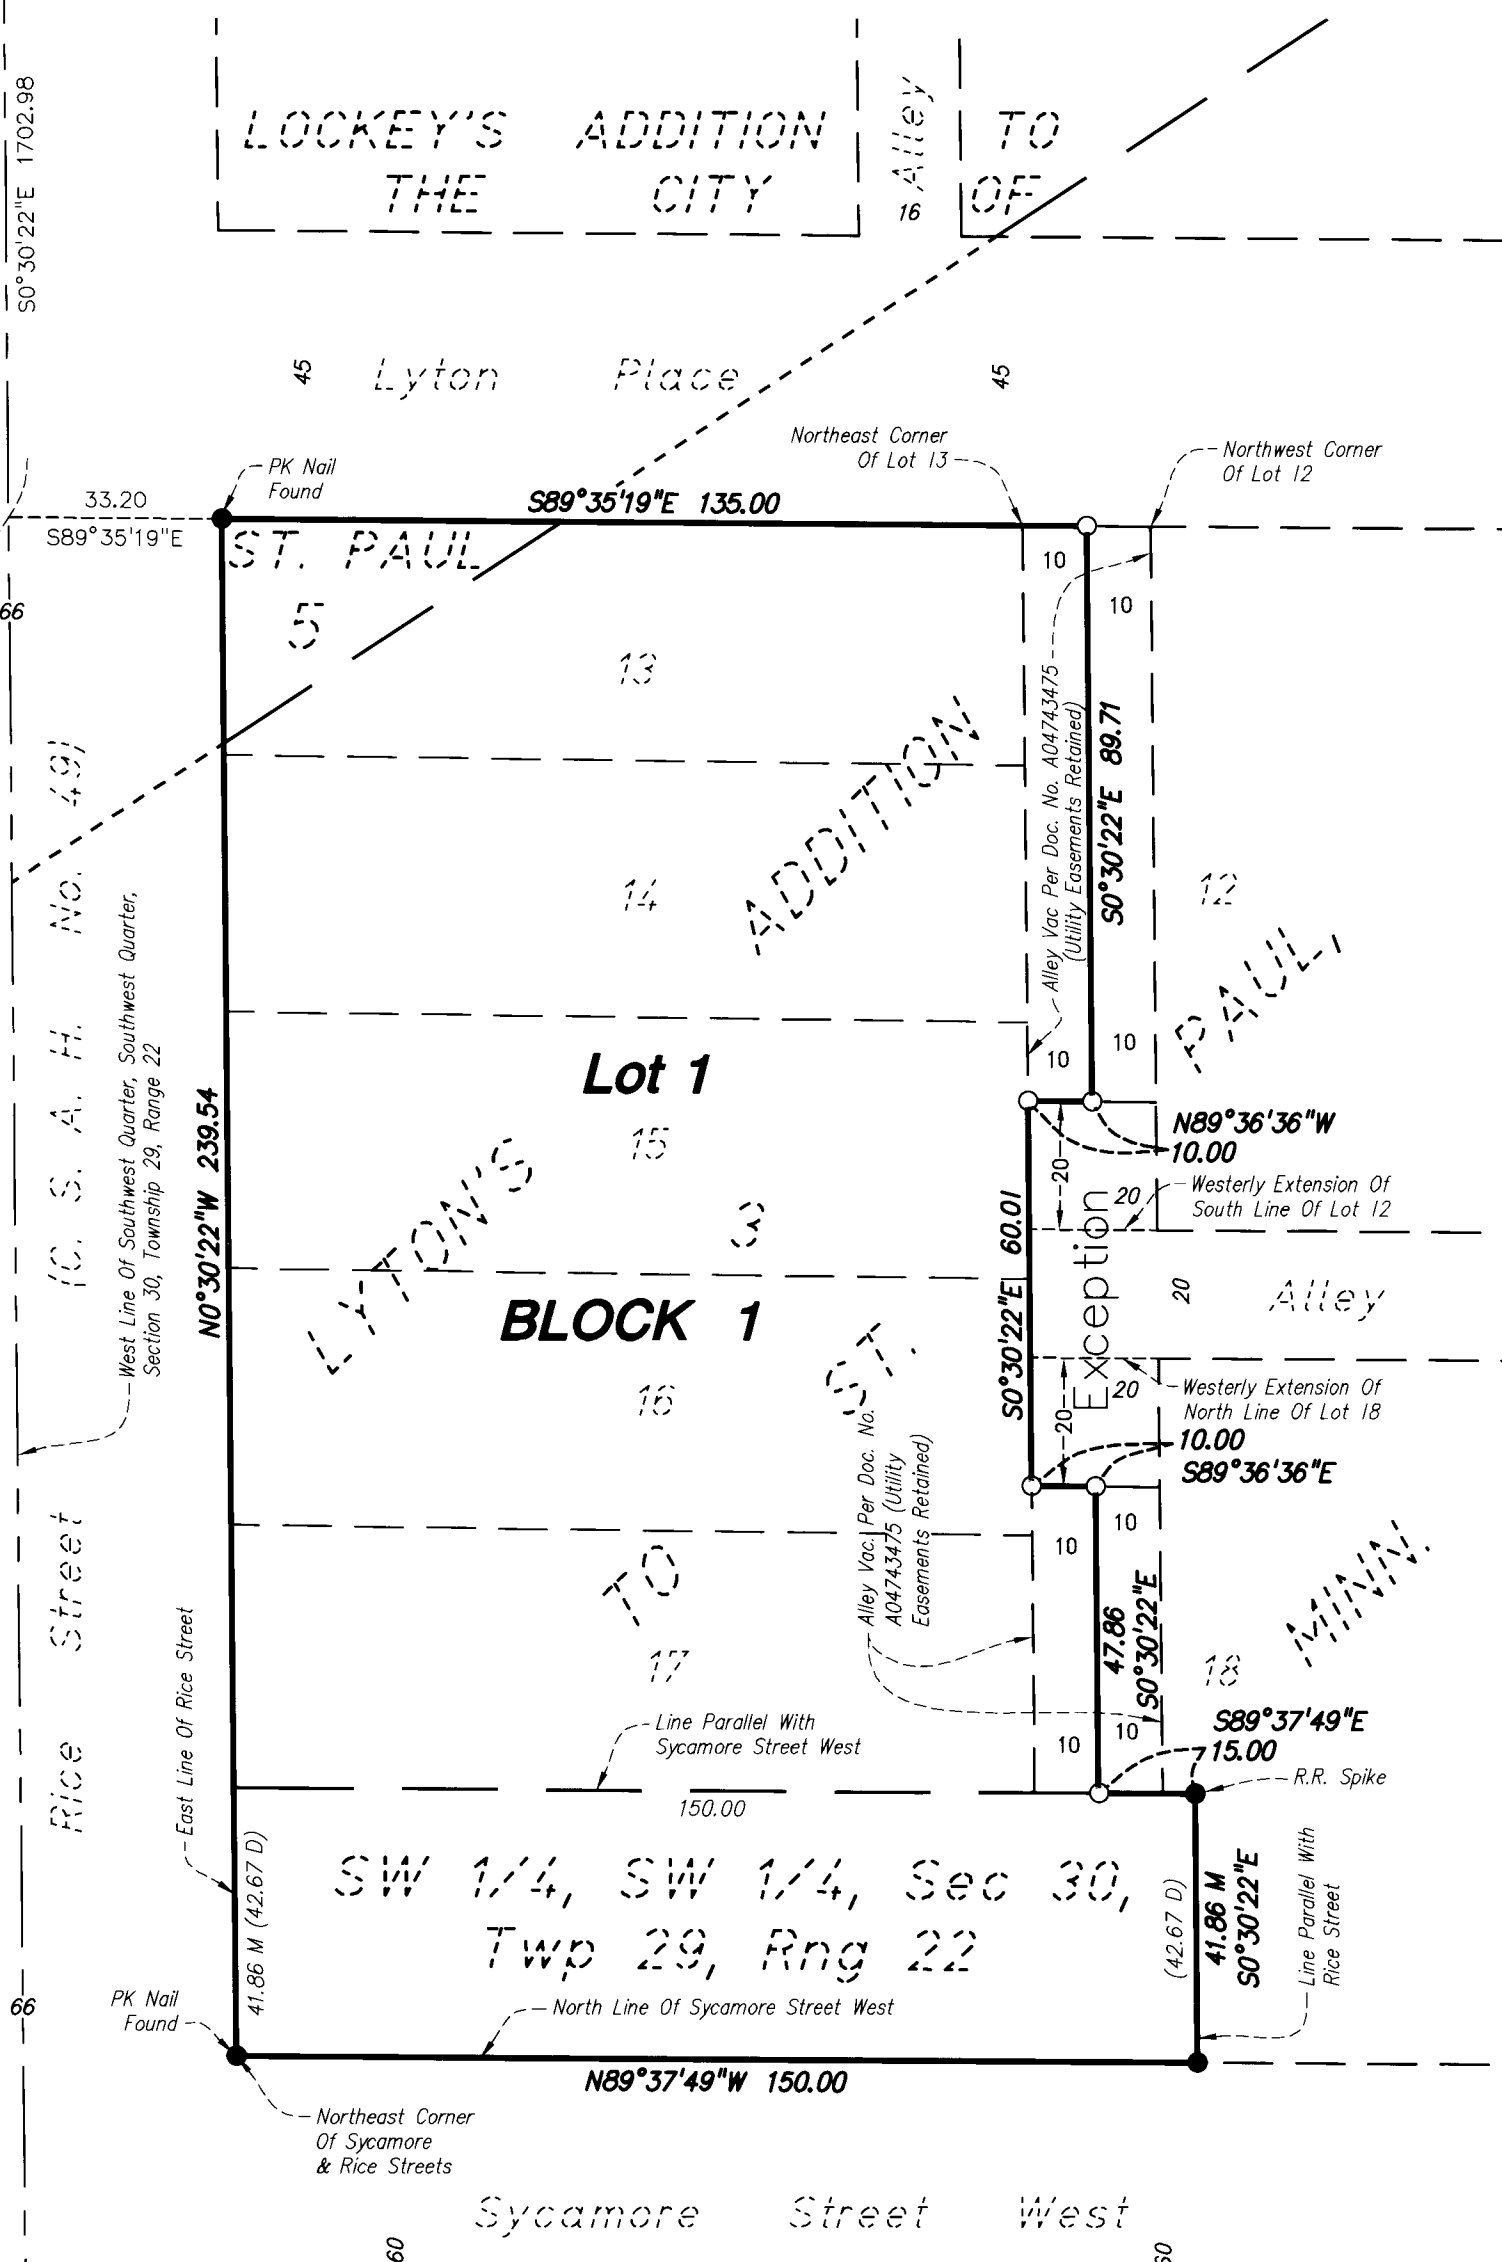 S0°30'22"E 1702.98
LOCKEY'S ADDITION TO
THE CITY OF
Alley
16
45 Lyton Place 45
Northeast Corner
Of Lot 13
Northwest Corner
Of Lot 12
PK Nail
Found
33.20
S89°35'19"E
S89°35'19"E 135.00
ST. PAUL
5
66
10
10
13
Alley Vac Per Doc. No. A04743475
(Utility Easements Retained)
S0°30'22"E 89.71
14
12
LYTON'S ADDITION
TO ST. PAUL, MINN.
(C. S. A. H. No. 49)
Rice Street
West Line Of Southwest Quarter, Southwest Quarter,
Section 30, Township 29, Range 22
N0°30'22"W 239.54
10
10
Lot 1
15
3
BLOCK 1
16
N89°36'36"W
10.00
20
20
Westerly Extension Of
South Line Of Lot 12
S0°30'22"E 60.01
Exception
20
Alley
20
20
Westerly Extension Of
North Line Of Lot 18
10.00
S89°36'36"E
Alley Vac. Per Doc. No.
A04743475 (Utility
Easements Retained)
10
10
47.86
S0°30'22"E
17
18
10
10
S89°37'49"E
15.00
R.R. Spike
Line Parallel With
Sycamore Street West
150.00
East Line Of Rice Street
41.86 M (42.67 D)
SW 1/4, SW 1/4, Sec 30,
Twp 29, Rng 22
(42.67 D)
41.86 M
S0°30'22"E
Line Parallel With
Rice Street
66
PK Nail
Found
North Line Of Sycamore Street West
N89°37'49"W 150.00
Northeast Corner
Of Sycamore
& Rice Streets
Sycamore Street West
60
60